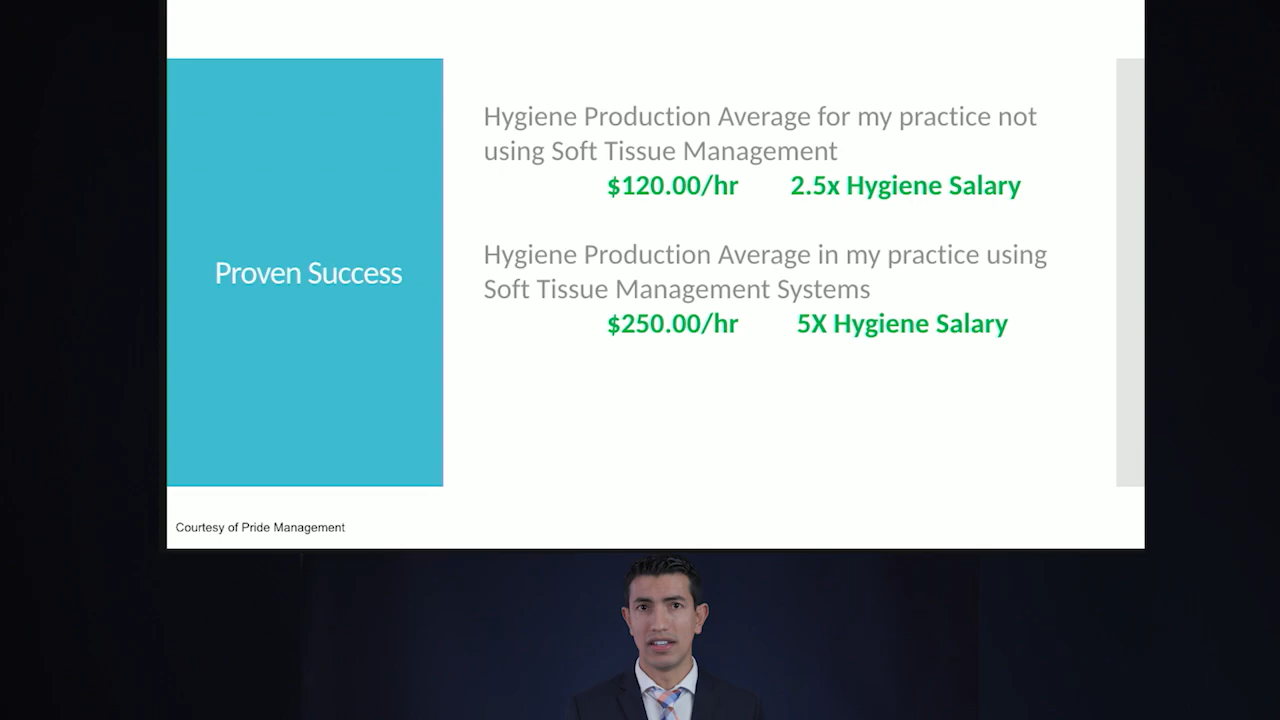 Proven Success
Hygiene Production Average for my practice not
using Soft Tissue Management
$120.00/hr 2.5x Hygiene Salary
Hygiene Production Average in my practice using
Soft Tissue Management Systems
$250.00/hr 5X Hygiene Salary
Courtesy of Pride Management